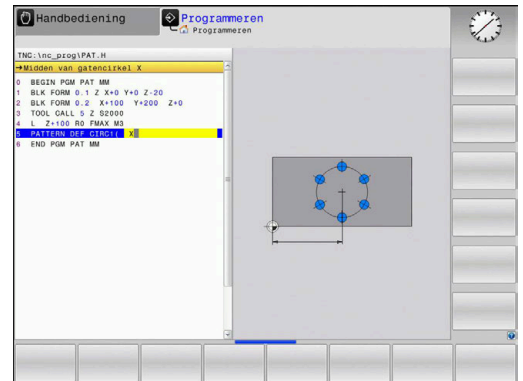 Handbediening
Programmeren
Programmeren
TNC:\nc_prog\PAT.H
→Midden van gatencirkel X
0 BEGIN PGM PAT MM
1 BLK FORM 0.1 Z X+0 Y+0 Z-20
2 BLK FORM 0.2 X+100 Y+200 Z+0
3 TOOL CALL 5 Z S2000
4 L Z+100 R0 FMAX M3
5 PATTERN DEF CIRC1( X
6 END PGM PAT MM